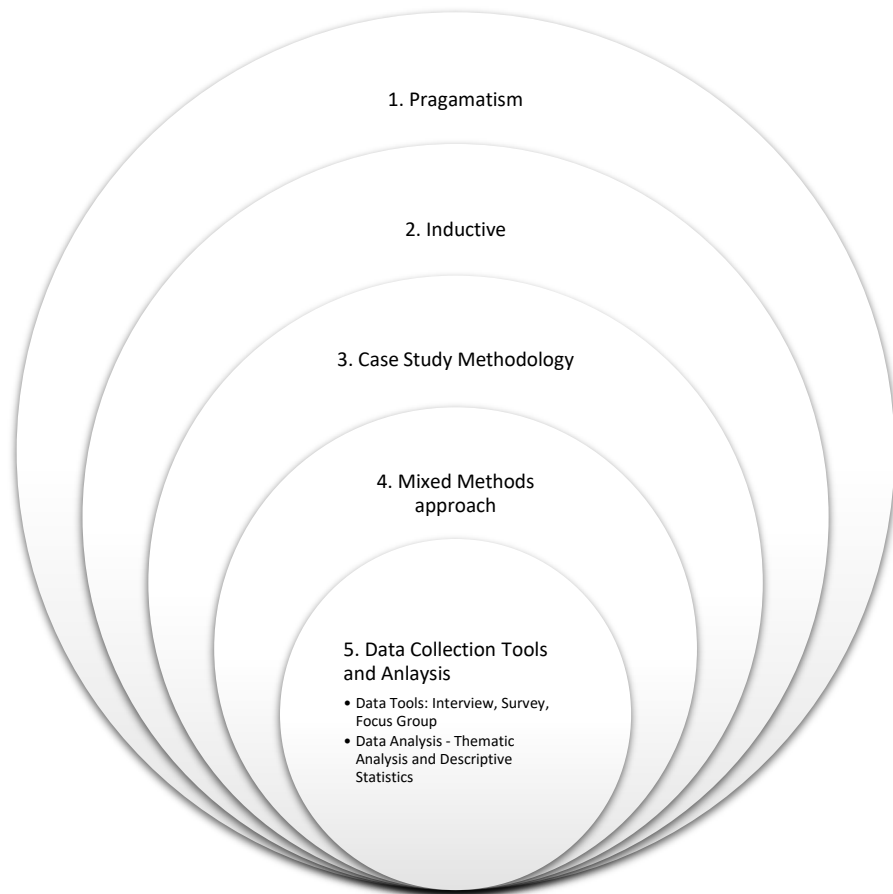 1. Pragamatism
2. Inductive
3. Case Study Methodology
4. Mixed Methods
approach
5. Data Collection Tools
and Anlaysis
• Data Tools: Interview, Survey,
Focus Group
• Data Analysis - Thematic
Analysis and Descriptive
Statistics